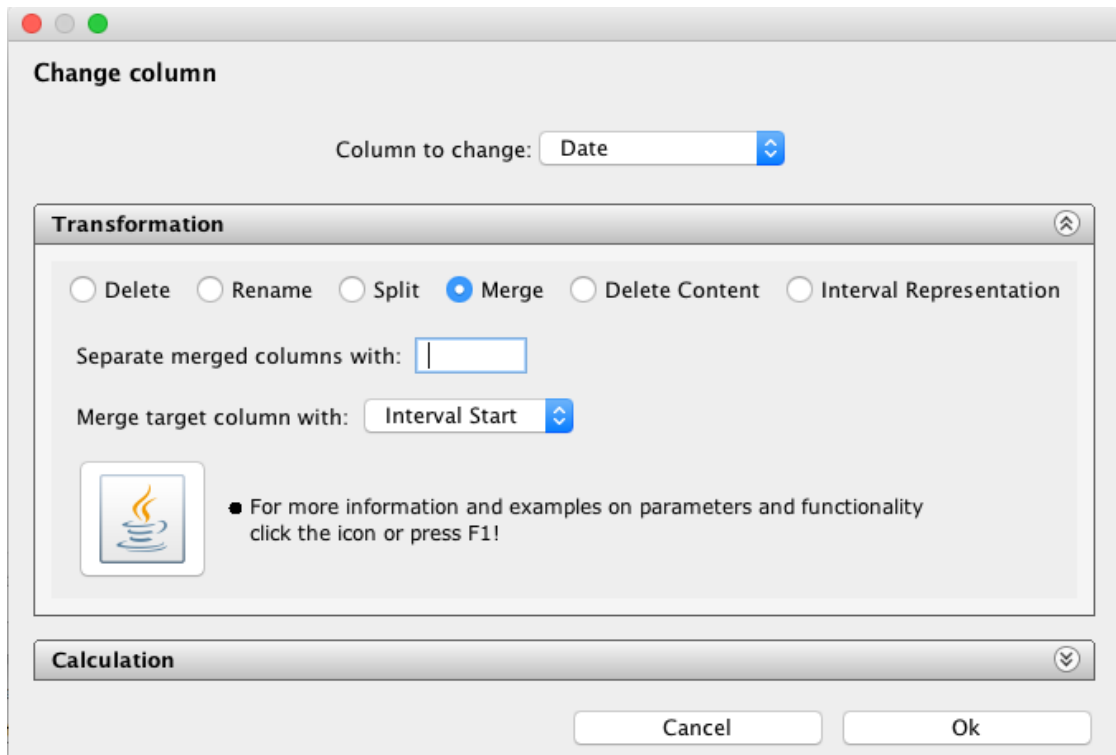 Change column
Column to change: Date
Transformation
Delete Rename Split Merge Delete Content Interval Representation
Separate merged columns with:
Merge target column with: Interval Start
For more information and examples on parameters and functionality
click the icon or press F1!
Calculation
Cancel Ok